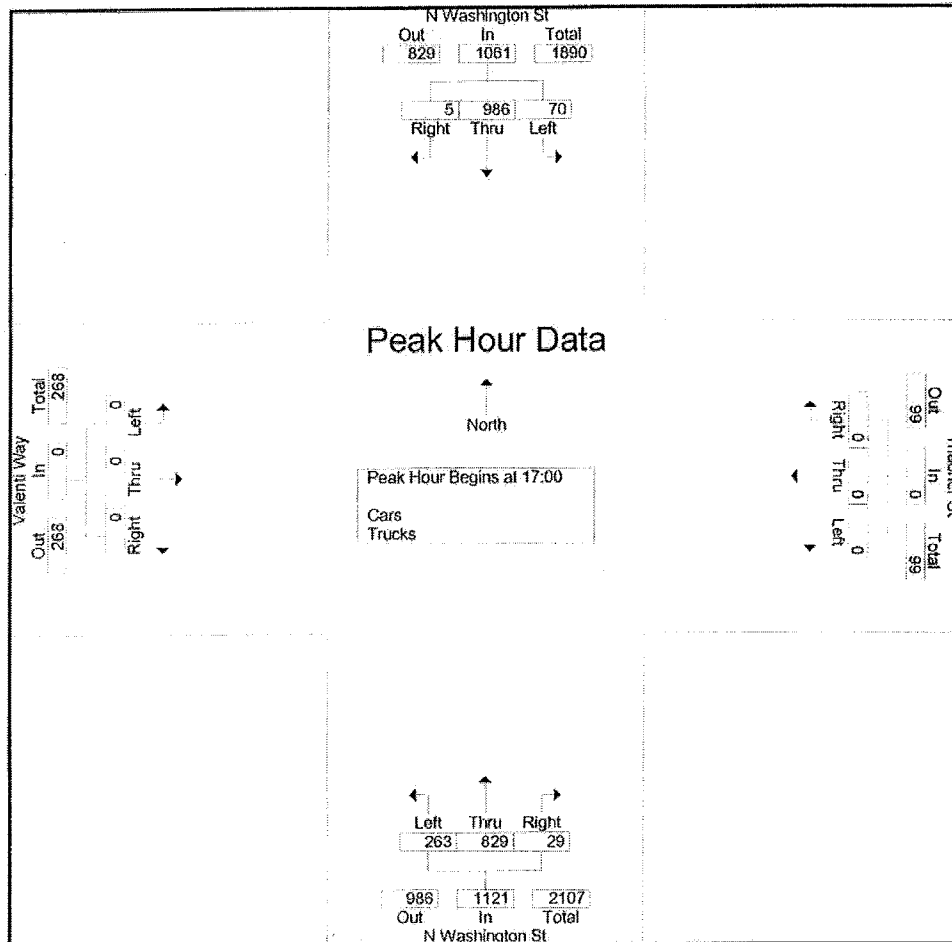 N Washington St
Out In Total
829 1061 1890
5 986 70
Right Thru Left
Peak Hour Data
North
Peak Hour Begins at 17:00
Cars
Trucks
Valenti Way
Out In Total
268 0 268
0 0 0
Right Thru Left
Out In Total
99 0 99
Right Thru Left
0 0 0
Left Thru Right
263 829 29
986 1121 2107
Out In Total
N Washington St